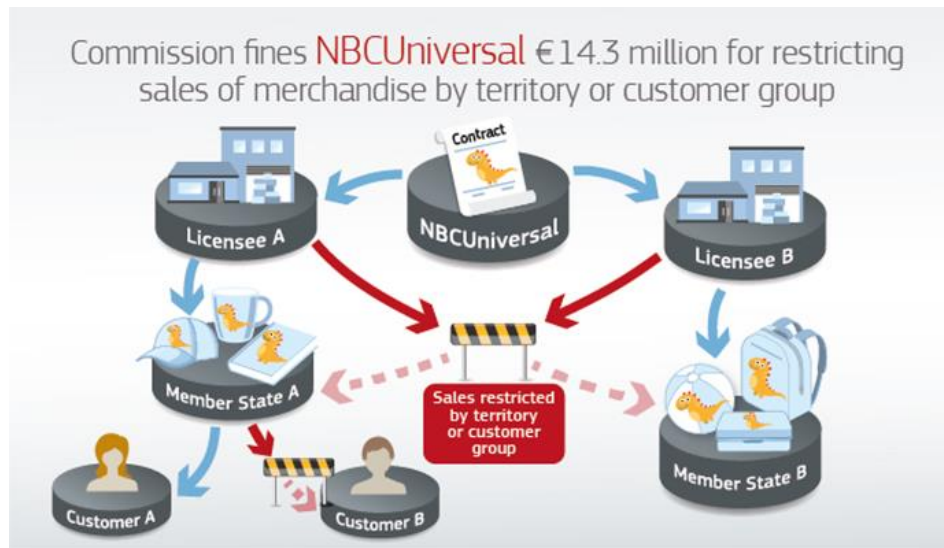 Commission fines NBCUniversal €14.3 million for restricting
sales of merchandise by territory or customer group
Contract
Licensee A
NBCUniversal
Licensee B
Member State A
Sales restricted
by territory
or customer
group
Member State B
Customer A
Customer B